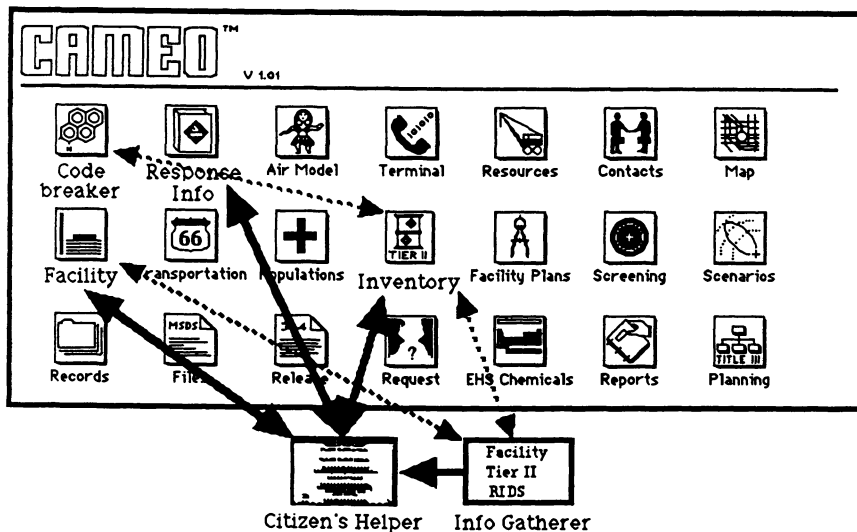 CAMEO™
V 1.01
Code breaker
Response Info
Air Model
Terminal
Resources
Contacts
Map
Facility
66
Transportation
Populations
TIER II
Inventory
Facility Plans
Screening
Scenarios
Records
MSDS
Files
Release
?
Request
EHS Chemicals
Reports
TITLE III
Planning
Facility
Tier II
RIDS
Citizen's Helper
Info Gatherer